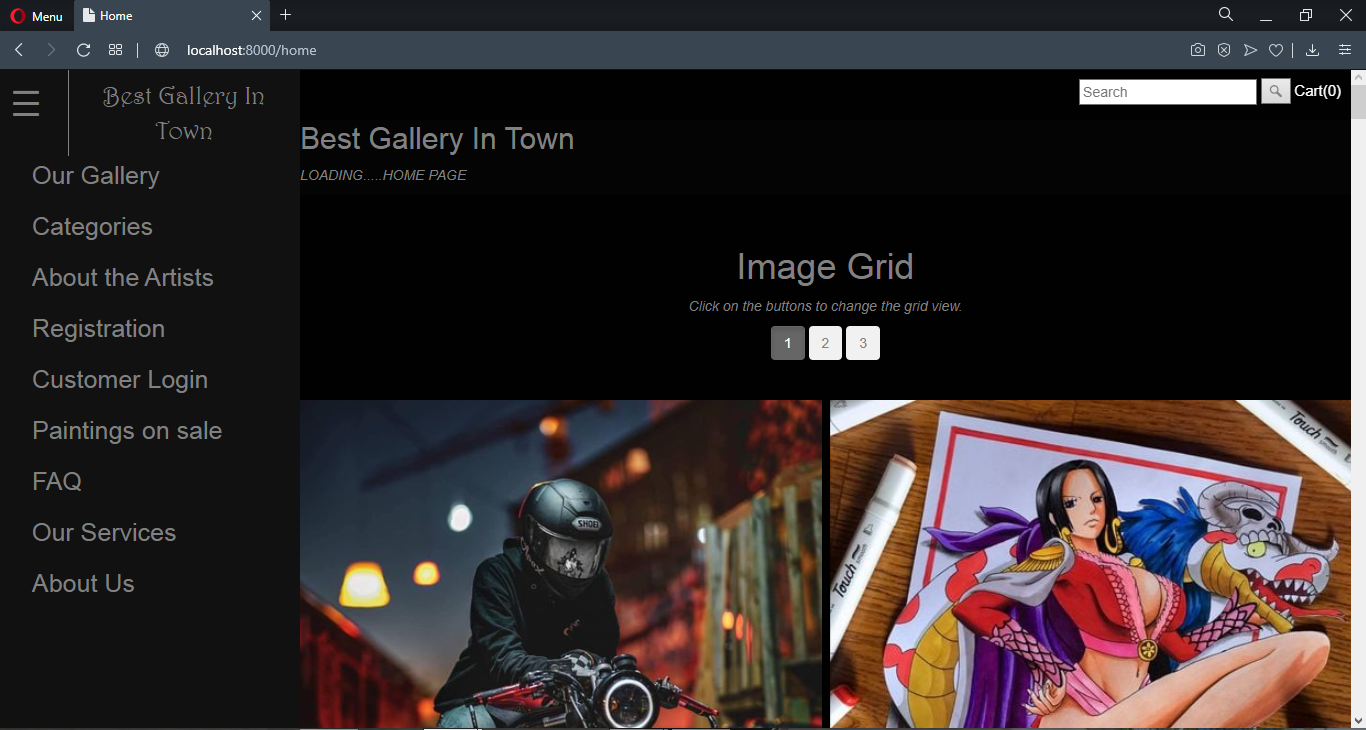 Menu
Home
localhost:8000/home
Best Gallery In
Town
Our Gallery
Categories
About the Artists
Registration
Customer Login
Paintings on sale
FAQ
Our Services
About Us
Search
Cart(0)
Best Gallery In Town
LOADING.....HOME PAGE
Image Grid
Click on the buttons to change the grid view.
1 2 3
SHOEI
Touch
Touch